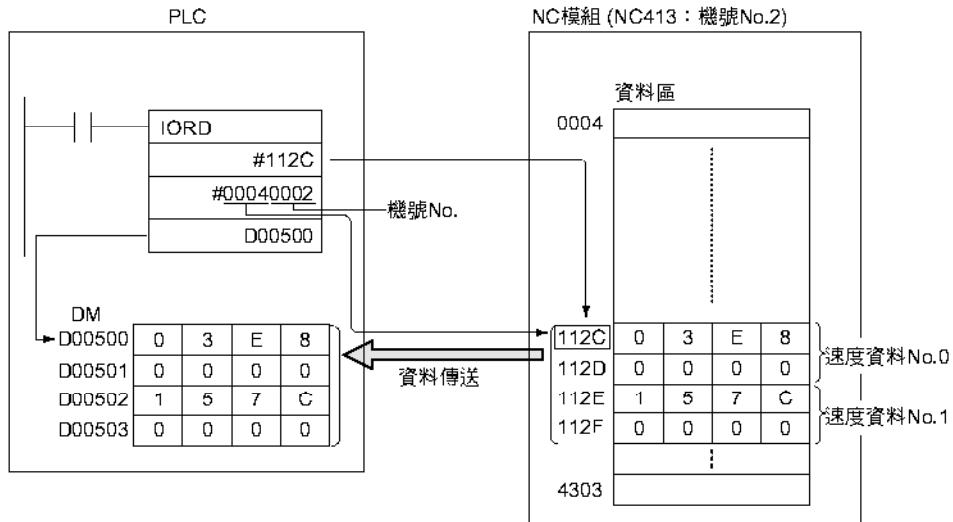 PLC
NC模組 (NC413：機號No.2)
資料區
0004
IORD
#112C
#00040002
機號No.
D00500
DM
D00500 0 3 E 8
D00501 0 0 0 0
D00502 1 5 7 C
D00503 0 0 0 0
資料傳送
112C 0 3 E 8
112D 0 0 0 0
速度資料No.0
112E 1 5 7 C
112F 0 0 0 0
速度資料No.1
4303